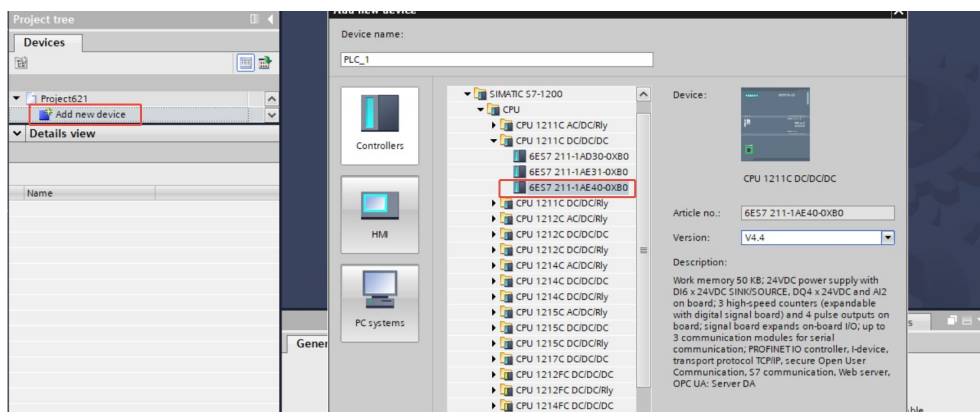 Project tree
Devices
Project621
Add new device
Details view
Name
Add new device
Device name:
PLC_1
Controllers
HMI
PC systems
SIMATIC S7-1200
CPU
CPU 1211C AC/DC/Rly
CPU 1211C DC/DC/DC
6ES7 211-1AD30-0XB0
6ES7 211-1AE31-0XB0
6ES7 211-1AE40-0XB0
CPU 1211C DC/DC/Rly
CPU 1212C AC/DC/Rly
CPU 1212C DC/DC/DC
CPU 1212C DC/DC/Rly
CPU 1214C AC/DC/Rly
CPU 1214C DC/DC/DC
CPU 1214C DC/DC/Rly
CPU 1215C AC/DC/Rly
CPU 1215C DC/DC/DC
CPU 1215C DC/DC/Rly
CPU 1217C DC/DC/DC
CPU 1212FC DC/DC/DC
CPU 1212FC DC/DC/Rly
CPU 1214FC DC/DC/DC
Device:
CPU 1211C DC/DC/DC
Article no.: 6ES7 211-1AE40-0XB0
Version: V4.4
Description:
Work memory 50 KB; 24VDC power supply with
DI6 x 24VDC SINK/SOURCE, DQ4 x 24VDC and AI2
on board; 3 high-speed counters (expandable
with digital signal board) and 4 pulse outputs on
board; signal board expands on-board I/O; up to
3 communication modules for serial
communication; PROFINET IO controller, I-device,
transport protocol TCP/IP, secure Open User
Communication, S7 communication, Web server,
OPC UA: Server DA
Gener
s
ble